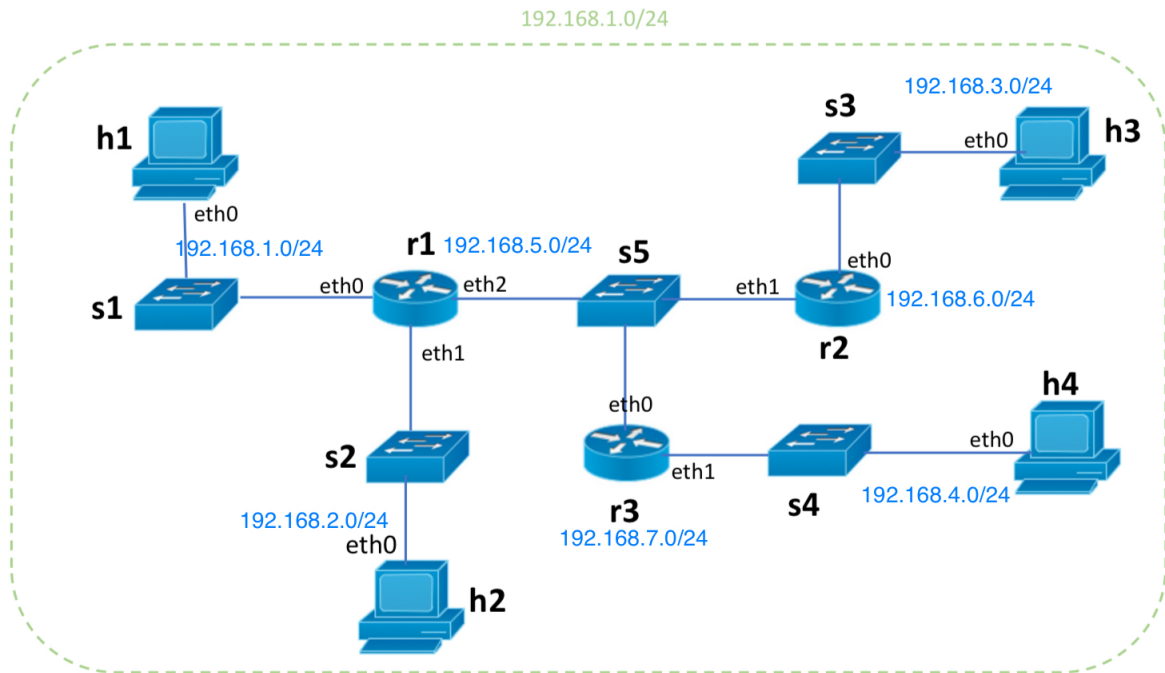 192.168.1.0/24
192.168.3.0/24
s3
h1
eth0
h3
eth0
192.168.1.0/24
r1
192.168.5.0/24
s5
eth0
s1
eth0
eth2
eth1
192.168.6.0/24
r2
eth1
h4
eth0
s2
eth0
eth1
192.168.4.0/24
r3
s4
192.168.2.0/24
192.168.7.0/24
eth0
h2